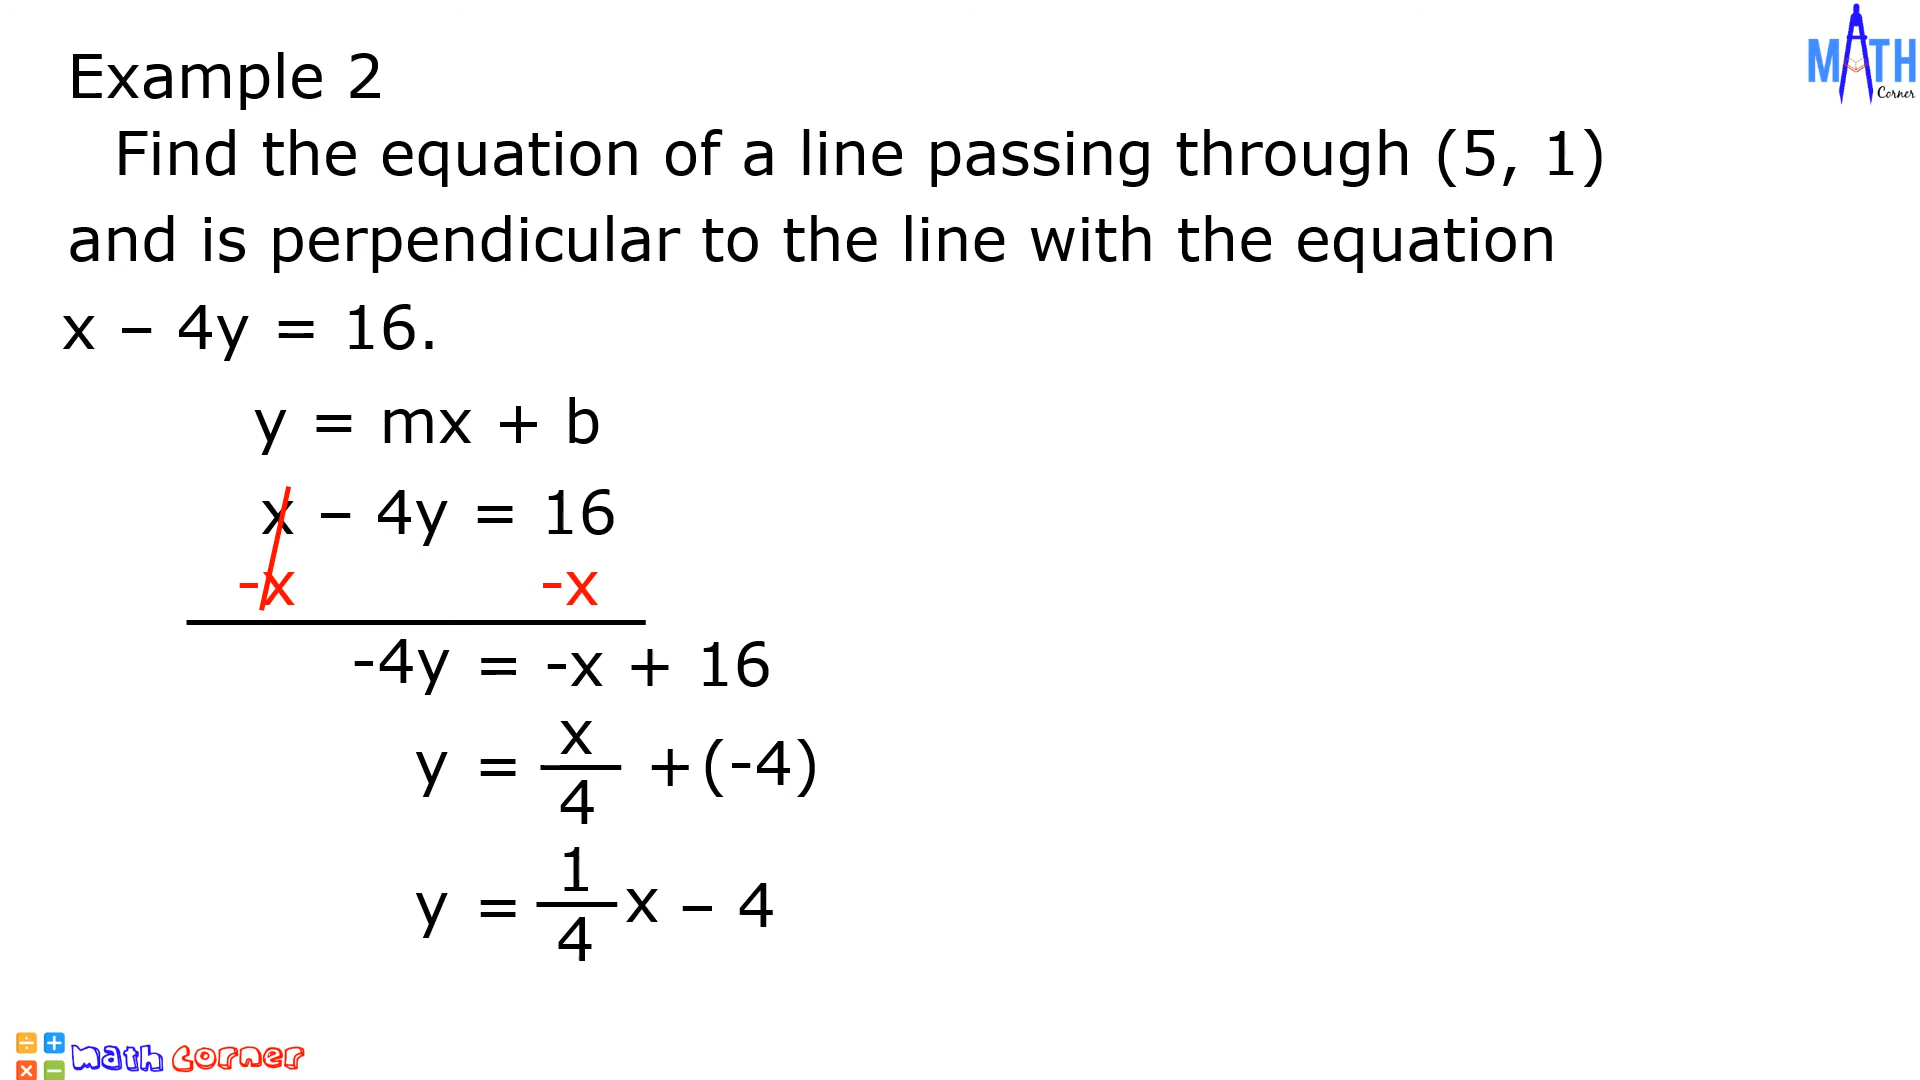 Example 2
MATH
Corner
Find the equation of a line passing through (5, 1)
and is perpendicular to the line with the equation
x – 4y = 16.
y = mx + b
x – 4y = 16
-x -x
-4y = -x + 16
y = x/4 + (-4)
y = 1/4 x – 4
÷ + × − math corner